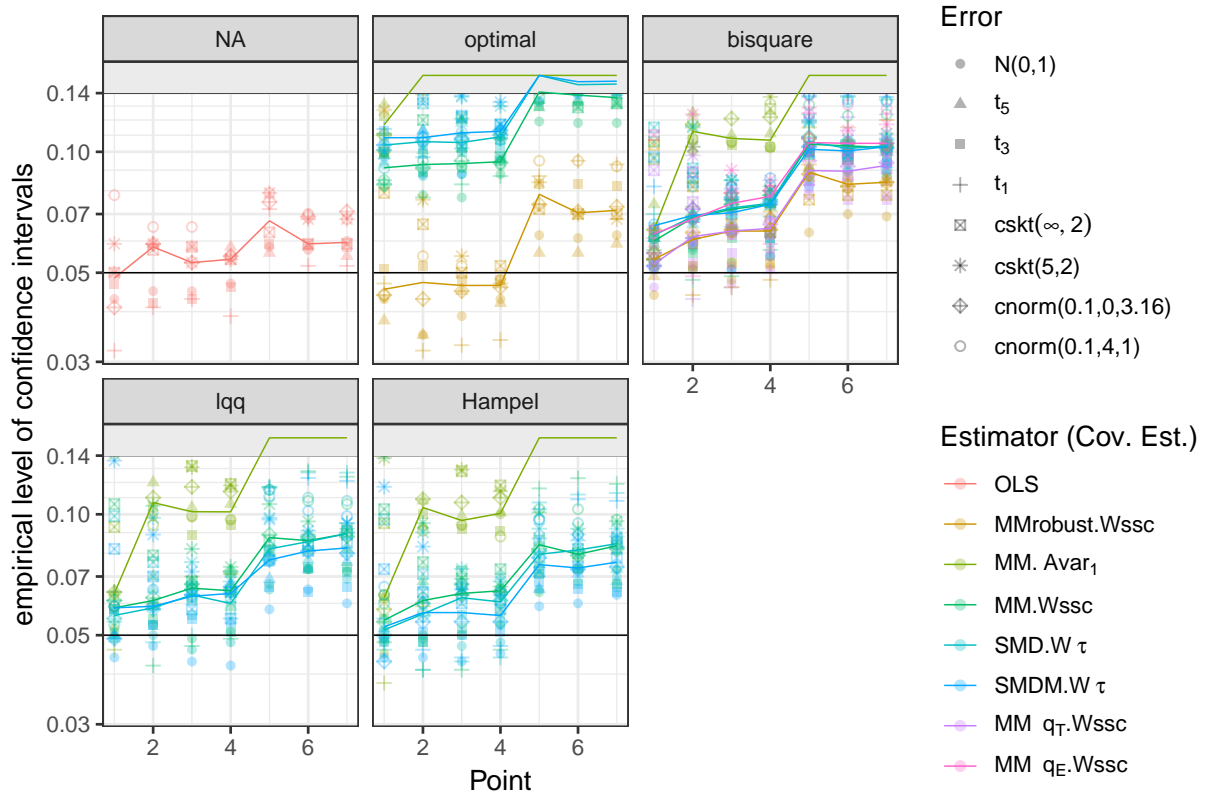 NA
optimal
bisquare
0.14
0.10
0.07
0.05
0.03
2
4
6
lqq
Hampel
0.14
0.10
0.07
0.05
0.03
2
4
6
2
4
6
Point
empirical level of confidence intervals
Error
N(0,1)
t5
t3
t1
cskt(∞, 2)
cskt(5,2)
cnorm(0.1,0,3.16)
cnorm(0.1,4,1)
Estimator (Cov. Est.)
OLS
MMrobust.Wssc
MM. Avar1
MM.Wssc
SMD.W τ
SMDM.W τ
MM qT.Wssc
MM qE.Wssc